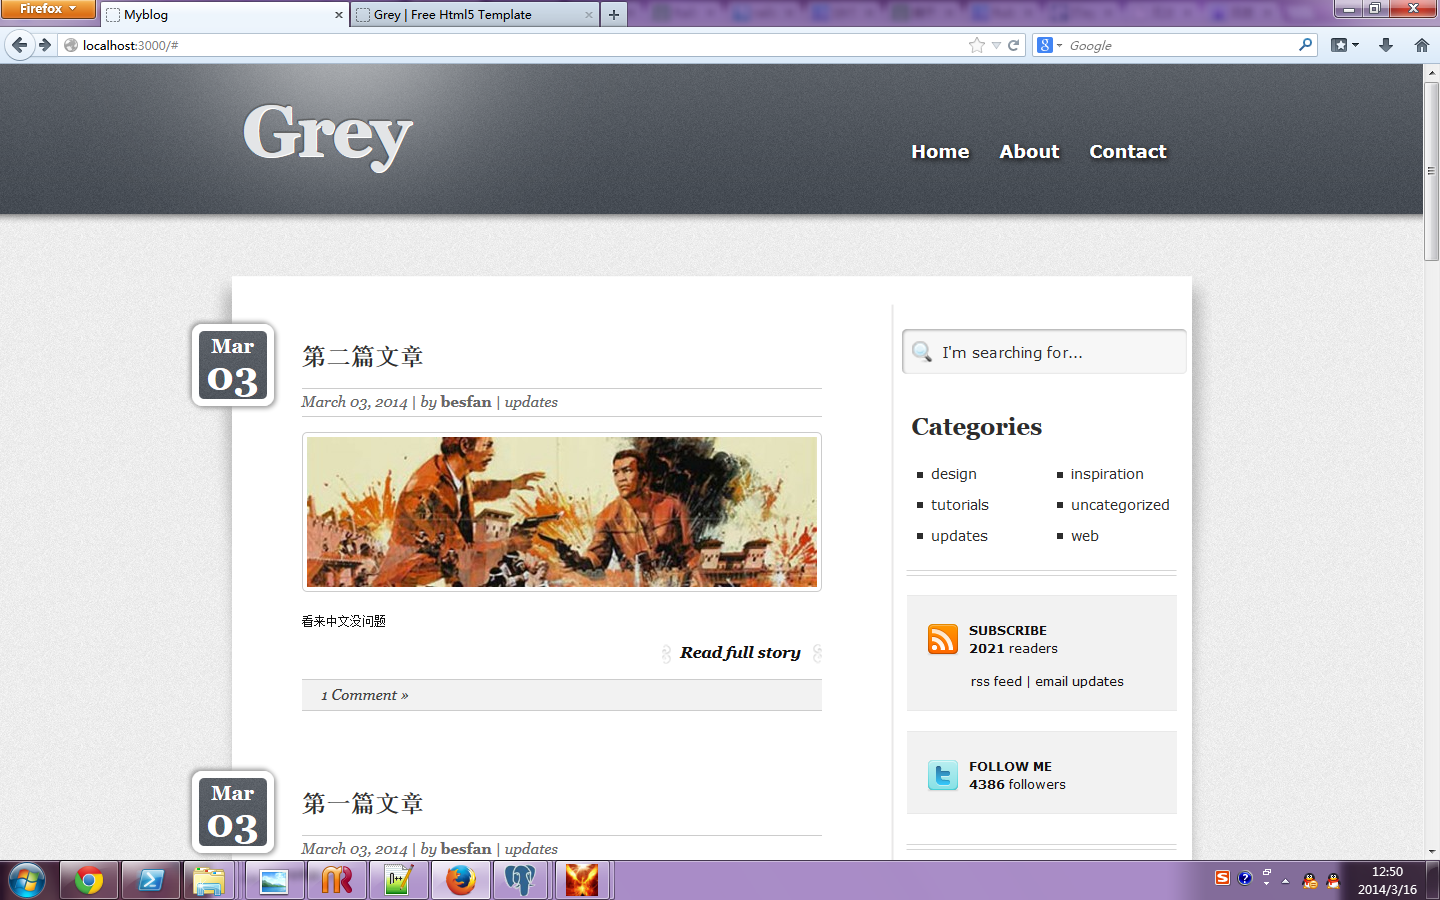 Firefox
Myblog
Grey | Free Html5 Template
localhost:3000/#
Google
Grey
Home
About
Contact
Mar
03
第二篇文章
March 03, 2014 | by besfan | updates
看来中文没问题
Read full story
1 Comment »
Mar
03
第一篇文章
March 03, 2014 | by besfan | updates
I'm searching for...
Categories
design
inspiration
tutorials
uncategorized
updates
web
SUBSCRIBE
2021 readers
rss feed | email updates
FOLLOW ME
4386 followers
12:50
2014/3/16